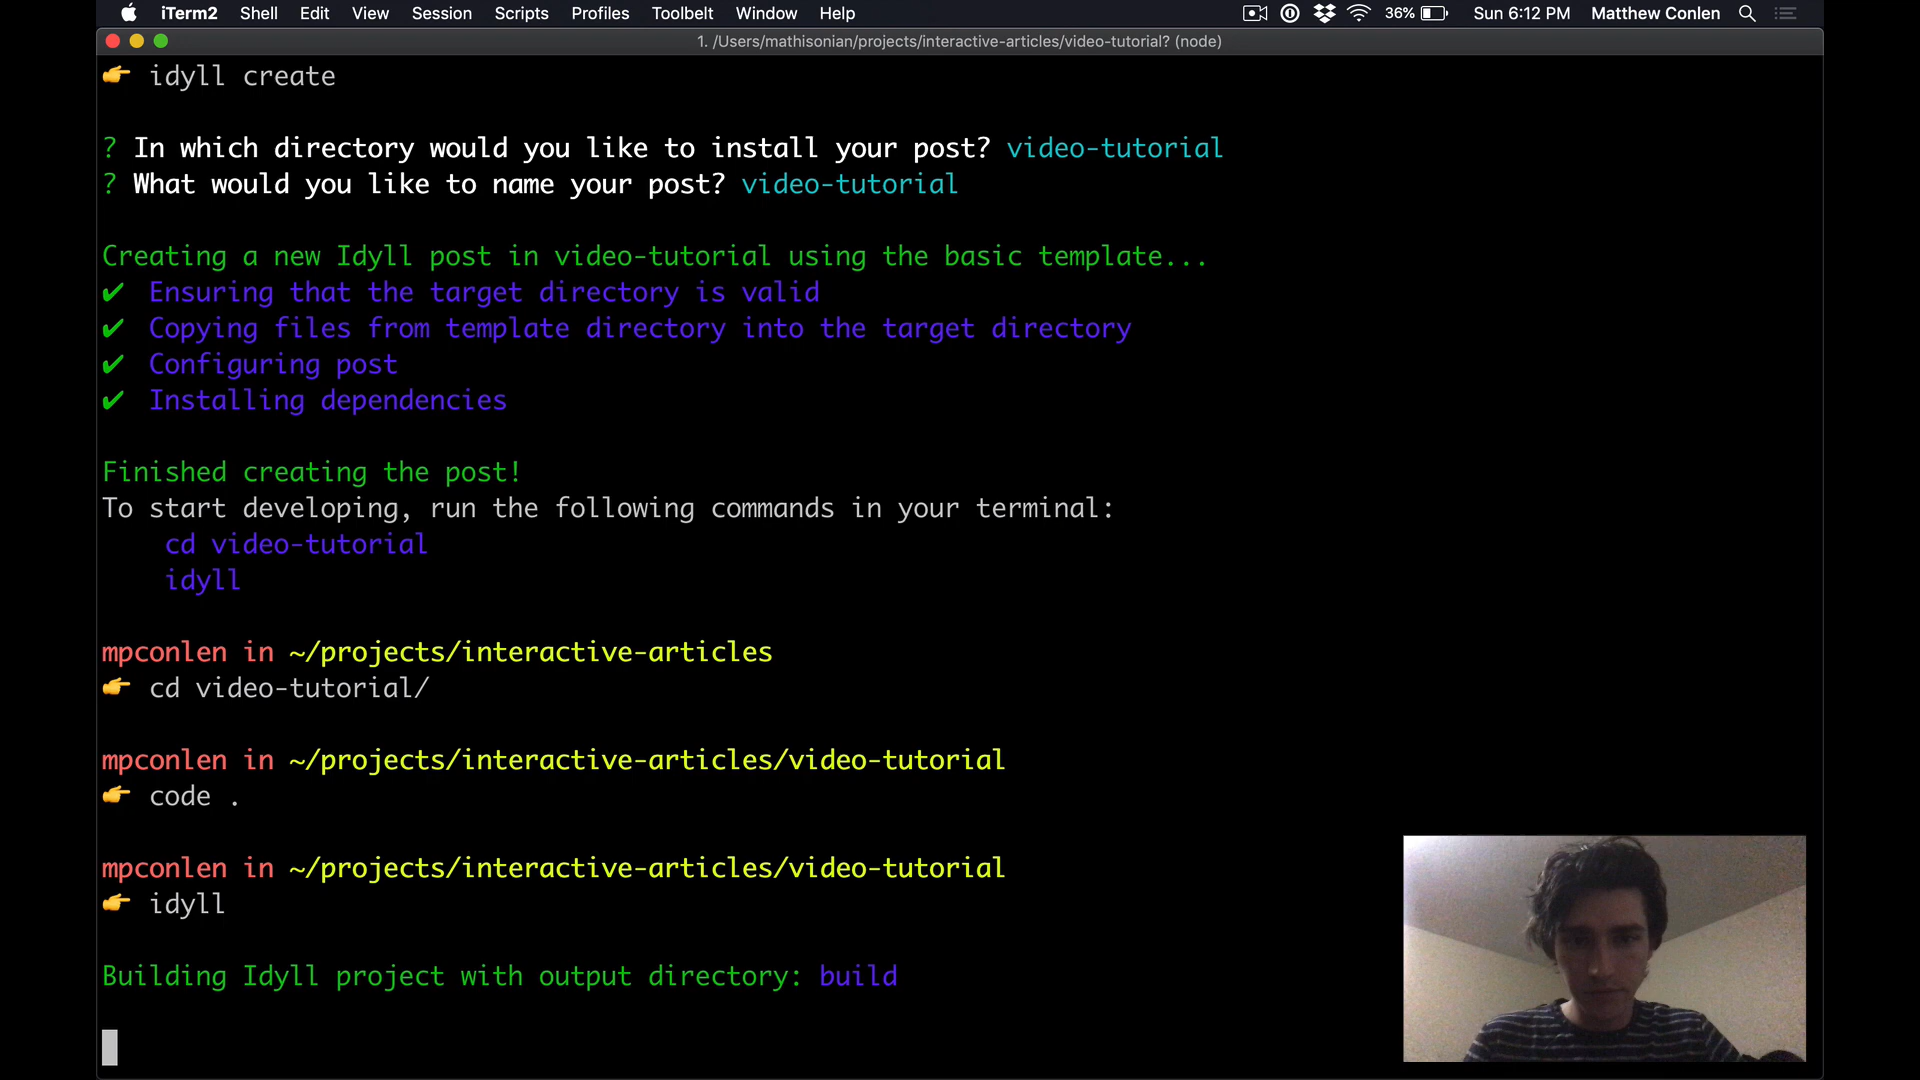 iTerm2 Shell Edit View Session Scripts Profiles Toolbelt Window Help 36% Sun 6:12 PM Matthew Conlen
1. /Users/mathisonian/projects/interactive-articles/video-tutorial? (node)
👉 idyll create
? In which directory would you like to install your post? video-tutorial
? What would you like to name your post? video-tutorial
Creating a new Idyll post in video-tutorial using the basic template...
✔ Ensuring that the target directory is valid
✔ Copying files from template directory into the target directory
✔ Configuring post
✔ Installing dependencies
Finished creating the post!
To start developing, run the following commands in your terminal:
cd video-tutorial
idyll
mpconlen in ~/projects/interactive-articles
👉 cd video-tutorial/
mpconlen in ~/projects/interactive-articles/video-tutorial
👉 code .
mpconlen in ~/projects/interactive-articles/video-tutorial
👉 idyll
Building Idyll project with output directory: build